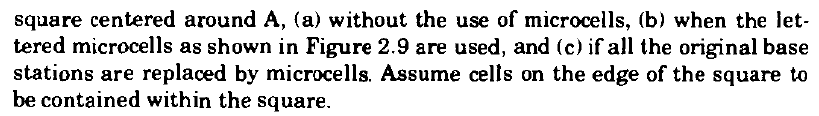 square centered around A, (a) without the use of microcells, (b) when the let-
tered microcells as shown in Figure 2.9 are used, and (c) if all the original base
stations are replaced by microcells. Assume cells on the edge of the square to
be contained within the square.